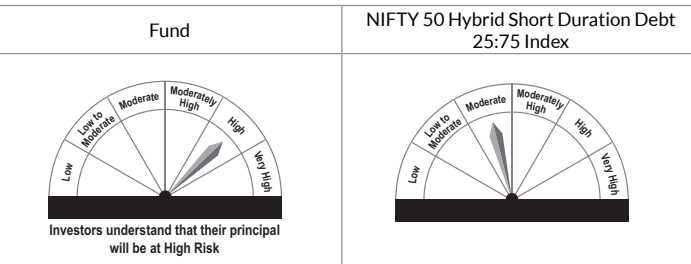 Fund
NIFTY 50 Hybrid Short Duration Debt
25:75 Index
Low
Low to
Moderate
Moderate
Moderately
High
High
Very High
Investors understand that their principal
will be at High Risk
Low
Low to
Moderate
Moderate
Moderately
High
High
Very High